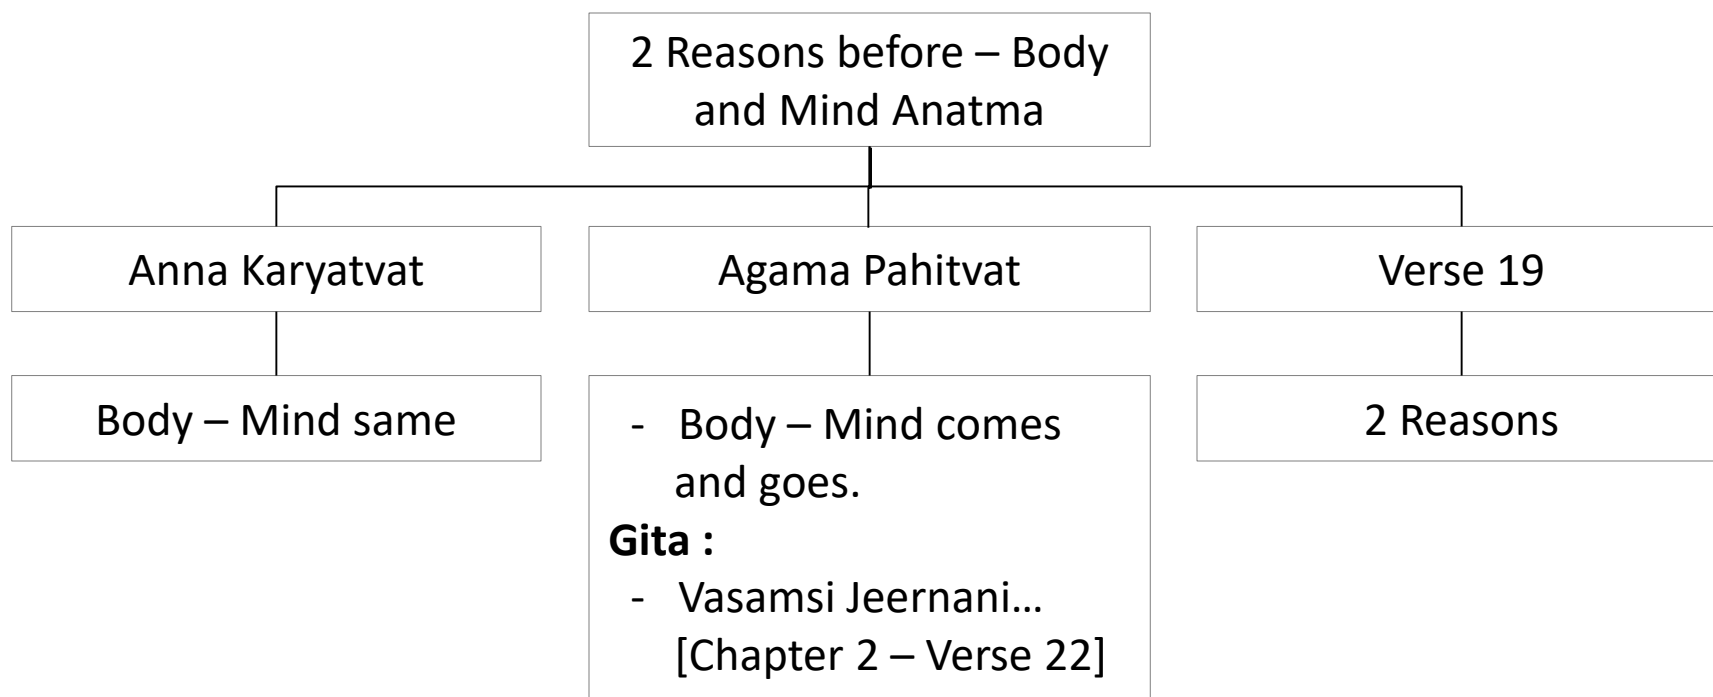 2 Reasons before – Body
and Mind Anatma
Anna Karyatvat
Agama Pahitvat
Verse 19
Body – Mind same
- Body – Mind comes
and goes.
Gita :
- Vasamsi Jeernani...
[Chapter 2 – Verse 22]
2 Reasons